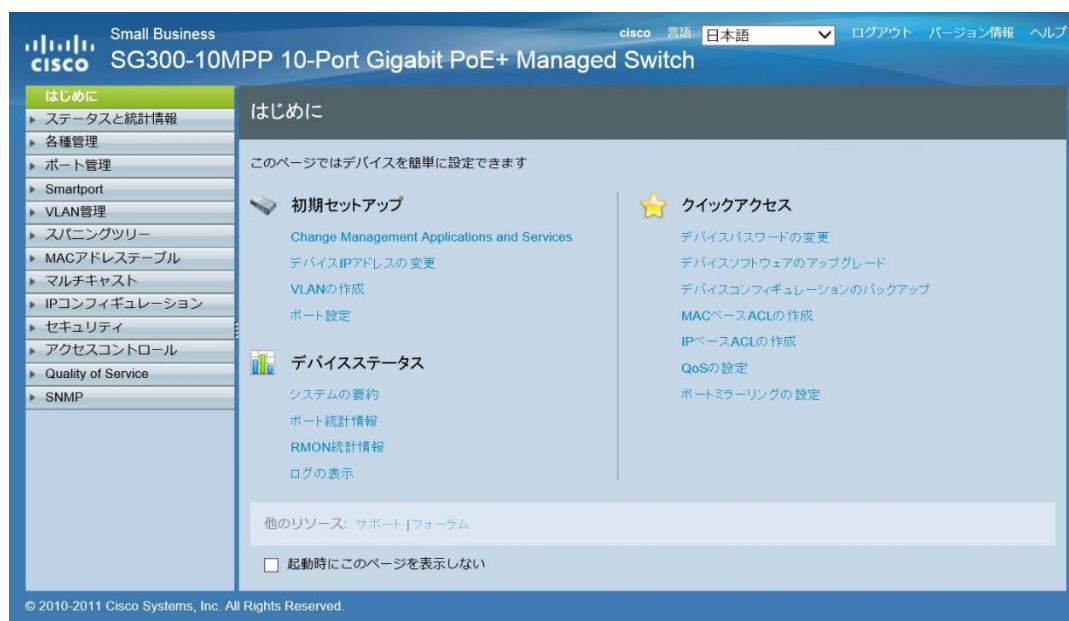 Small Business
cisco 言語: 日本語 ログアウト バージョン情報 ヘルプ
CISCO SG300-10MPP 10-Port Gigabit PoE+ Managed Switch
はじめに
ステータスと統計情報
各種管理
ポート管理
Smartport
VLAN管理
スパニングツリー
MACアドレステーブル
マルチキャスト
IPコンフィギュレーション
セキュリティ
アクセスコントロール
Quality of Service
SNMP
はじめに
このページではデバイスを簡単に設定できます
初期セットアップ
Change Management Applications and Services
デバイスIPアドレスの変更
VLANの作成
ポート設定
デバイスステータス
システムの要約
ポート統計情報
RMON統計情報
ログの表示
クイックアクセス
デバイスパスワードの変更
デバイスソフトウェアのアップグレード
デバイスコンフィギュレーションのバックアップ
MACベースACLの作成
IPベースACLの作成
QoSの設定
ポートミラーリングの設定
他のリソース: サポート | フォーラム
起動時にこのページを表示しない
© 2010-2011 Cisco Systems, Inc. All Rights Reserved.